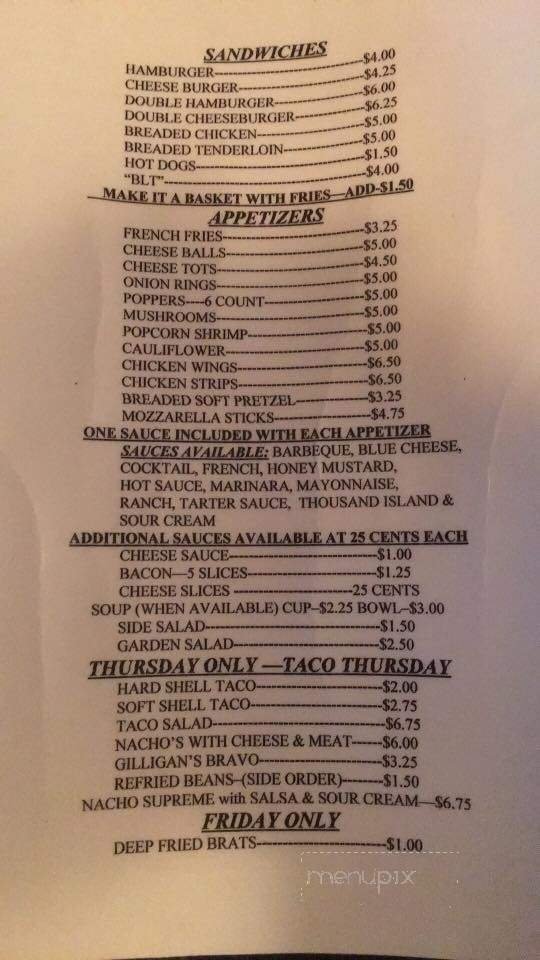 SANDWICHES
HAMBURGER---$4.00
CHEESE BURGER---$4.25
DOUBLE HAMBURGER---$6.00
DOUBLE CHEESEBURGER---$6.25
BREADED CHICKEN---$5.00
BREADED TENDERLOIN---$5.00
HOT DOGS---$1.50
"BLT"---$4.00
MAKE IT A BASKET WITH FRIES—ADD-$1.50
APPETIZERS
FRENCH FRIES---$3.25
CHEESE BALLS---$5.00
CHEESE TOTS---$4.50
ONION RINGS---$5.00
POPPERS----6 COUNT---$5.00
MUSHROOMS---$5.00
POPCORN SHRIMP---$5.00
CAULIFLOWER---$5.00
CHICKEN WINGS---$6.50
CHICKEN STRIPS---$6.50
BREADED SOFT PRETZEL---$3.25
MOZZARELLA STICKS---$4.75
ONE SAUCE INCLUDED WITH EACH APPETIZER
SAUCES AVAILABLE: BARBEQUE, BLUE CHEESE,
COCKTAIL, FRENCH, HONEY MUSTARD,
HOT SAUCE, MARINARA, MAYONNAISE,
RANCH, TARTER SAUCE, THOUSAND ISLAND &
SOUR CREAM
ADDITIONAL SAUCES AVAILABLE AT 25 CENTS EACH
CHEESE SAUCE---$1.00
BACON—5 SLICES---$1.25
CHEESE SLICES ---25 CENTS
SOUP (WHEN AVAILABLE) CUP–$2.25 BOWL–$3.00
SIDE SALAD---$1.50
GARDEN SALAD---$2.50
THURSDAY ONLY —TACO THURSDAY
HARD SHELL TACO---$2.00
SOFT SHELL TACO---$2.75
TACO SALAD---$6.75
NACHO'S WITH CHEESE & MEAT---$6.00
GILLIGAN'S BRAVO---$3.25
REFRIED BEANS–(SIDE ORDER)---$1.50
NACHO SUPREME with SALSA & SOUR CREAM—$6.75
FRIDAY ONLY
DEEP FRIED BRATS---$1.00
menupix